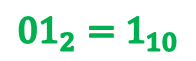 01₂ = 1₁₀